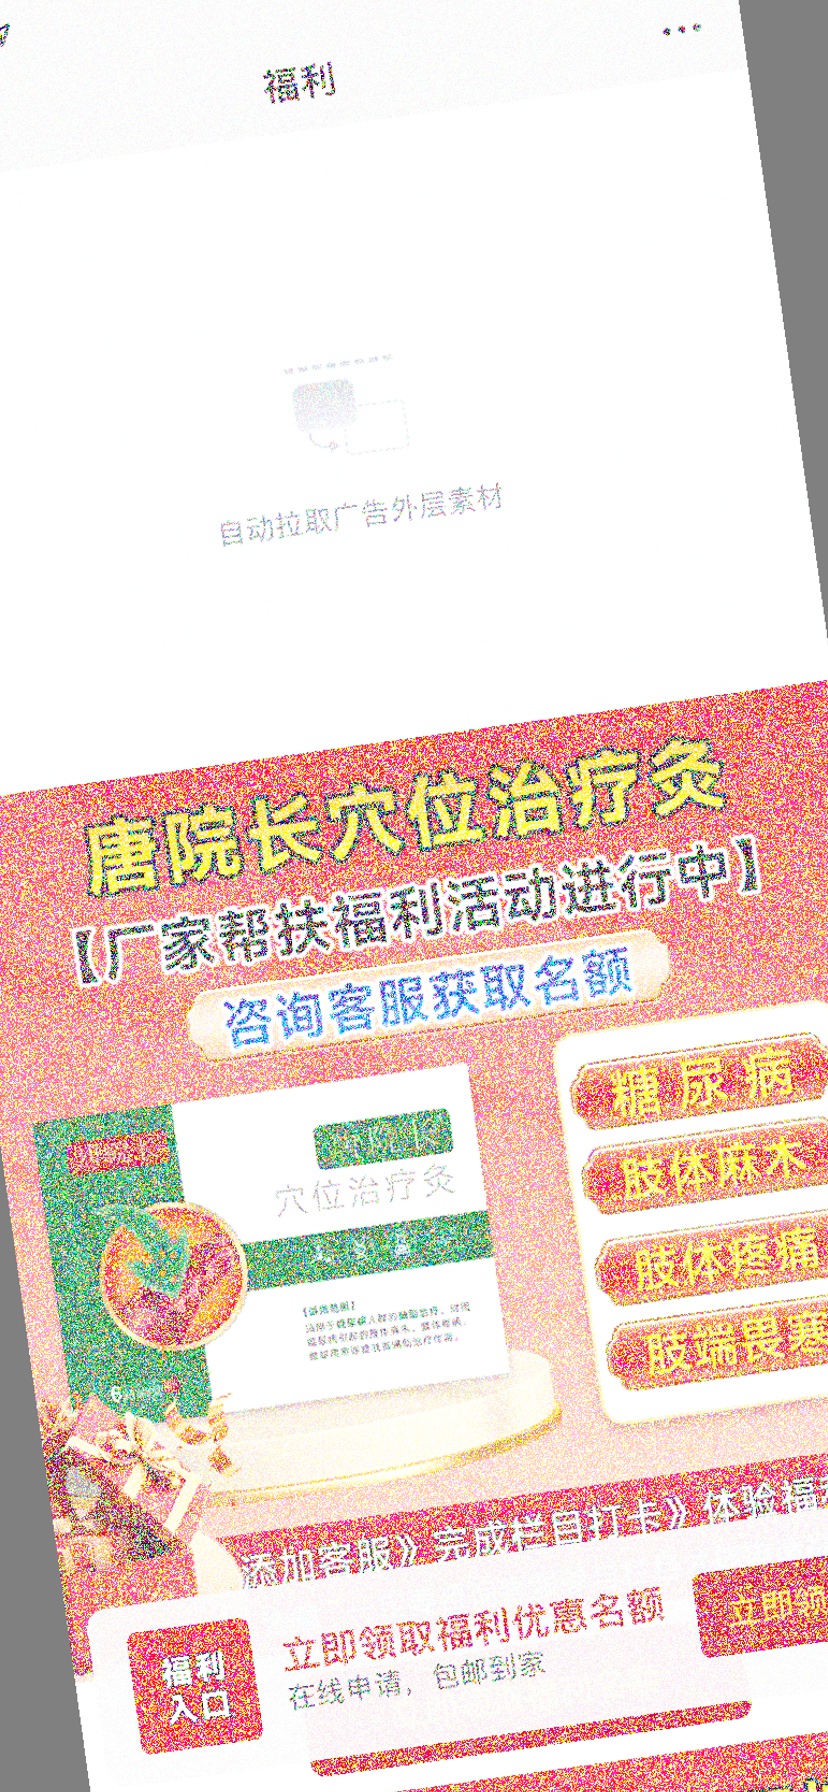 福利
自动拉取广告外层素材
唐院长穴位治疗灸
【厂家帮扶福利活动进行中】
咨询客服获取名额
糖尿病
肢体麻木
肢体疼痛
肢端畏寒
穴位治疗灸
添加客服》完成栏目打卡》体验福
立即领取福利优惠名额
在线申请，包邮到家
福利
入口
立即领